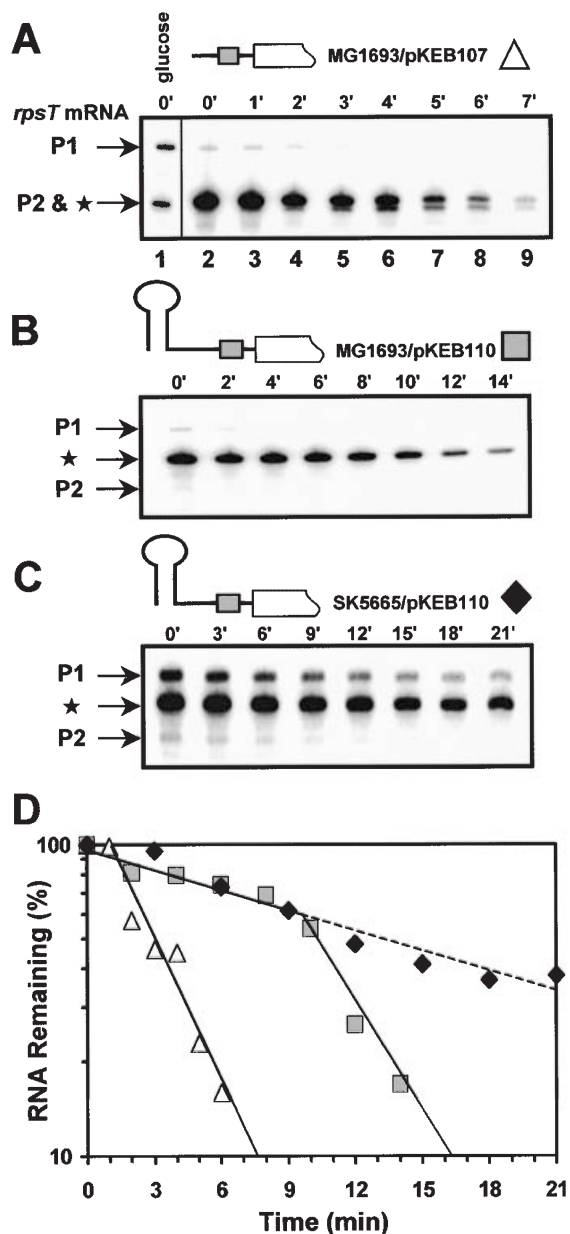 A
glucose
MG1693/pKEB107
rpsT mRNA
0' 0' 1' 2' 3' 4' 5' 6' 7'
P1
P2 & ★
1 2 3 4 5 6 7 8 9
B
MG1693/pKEB110
0' 2' 4' 6' 8' 10' 12' 14'
P1
★
P2
C
SK5665/pKEB110
0' 3' 6' 9' 12' 15' 18' 21'
P1
★
P2
D
100
10
RNA Remaining (%)
0 3 6 9 12 15 18 21
Time (min)